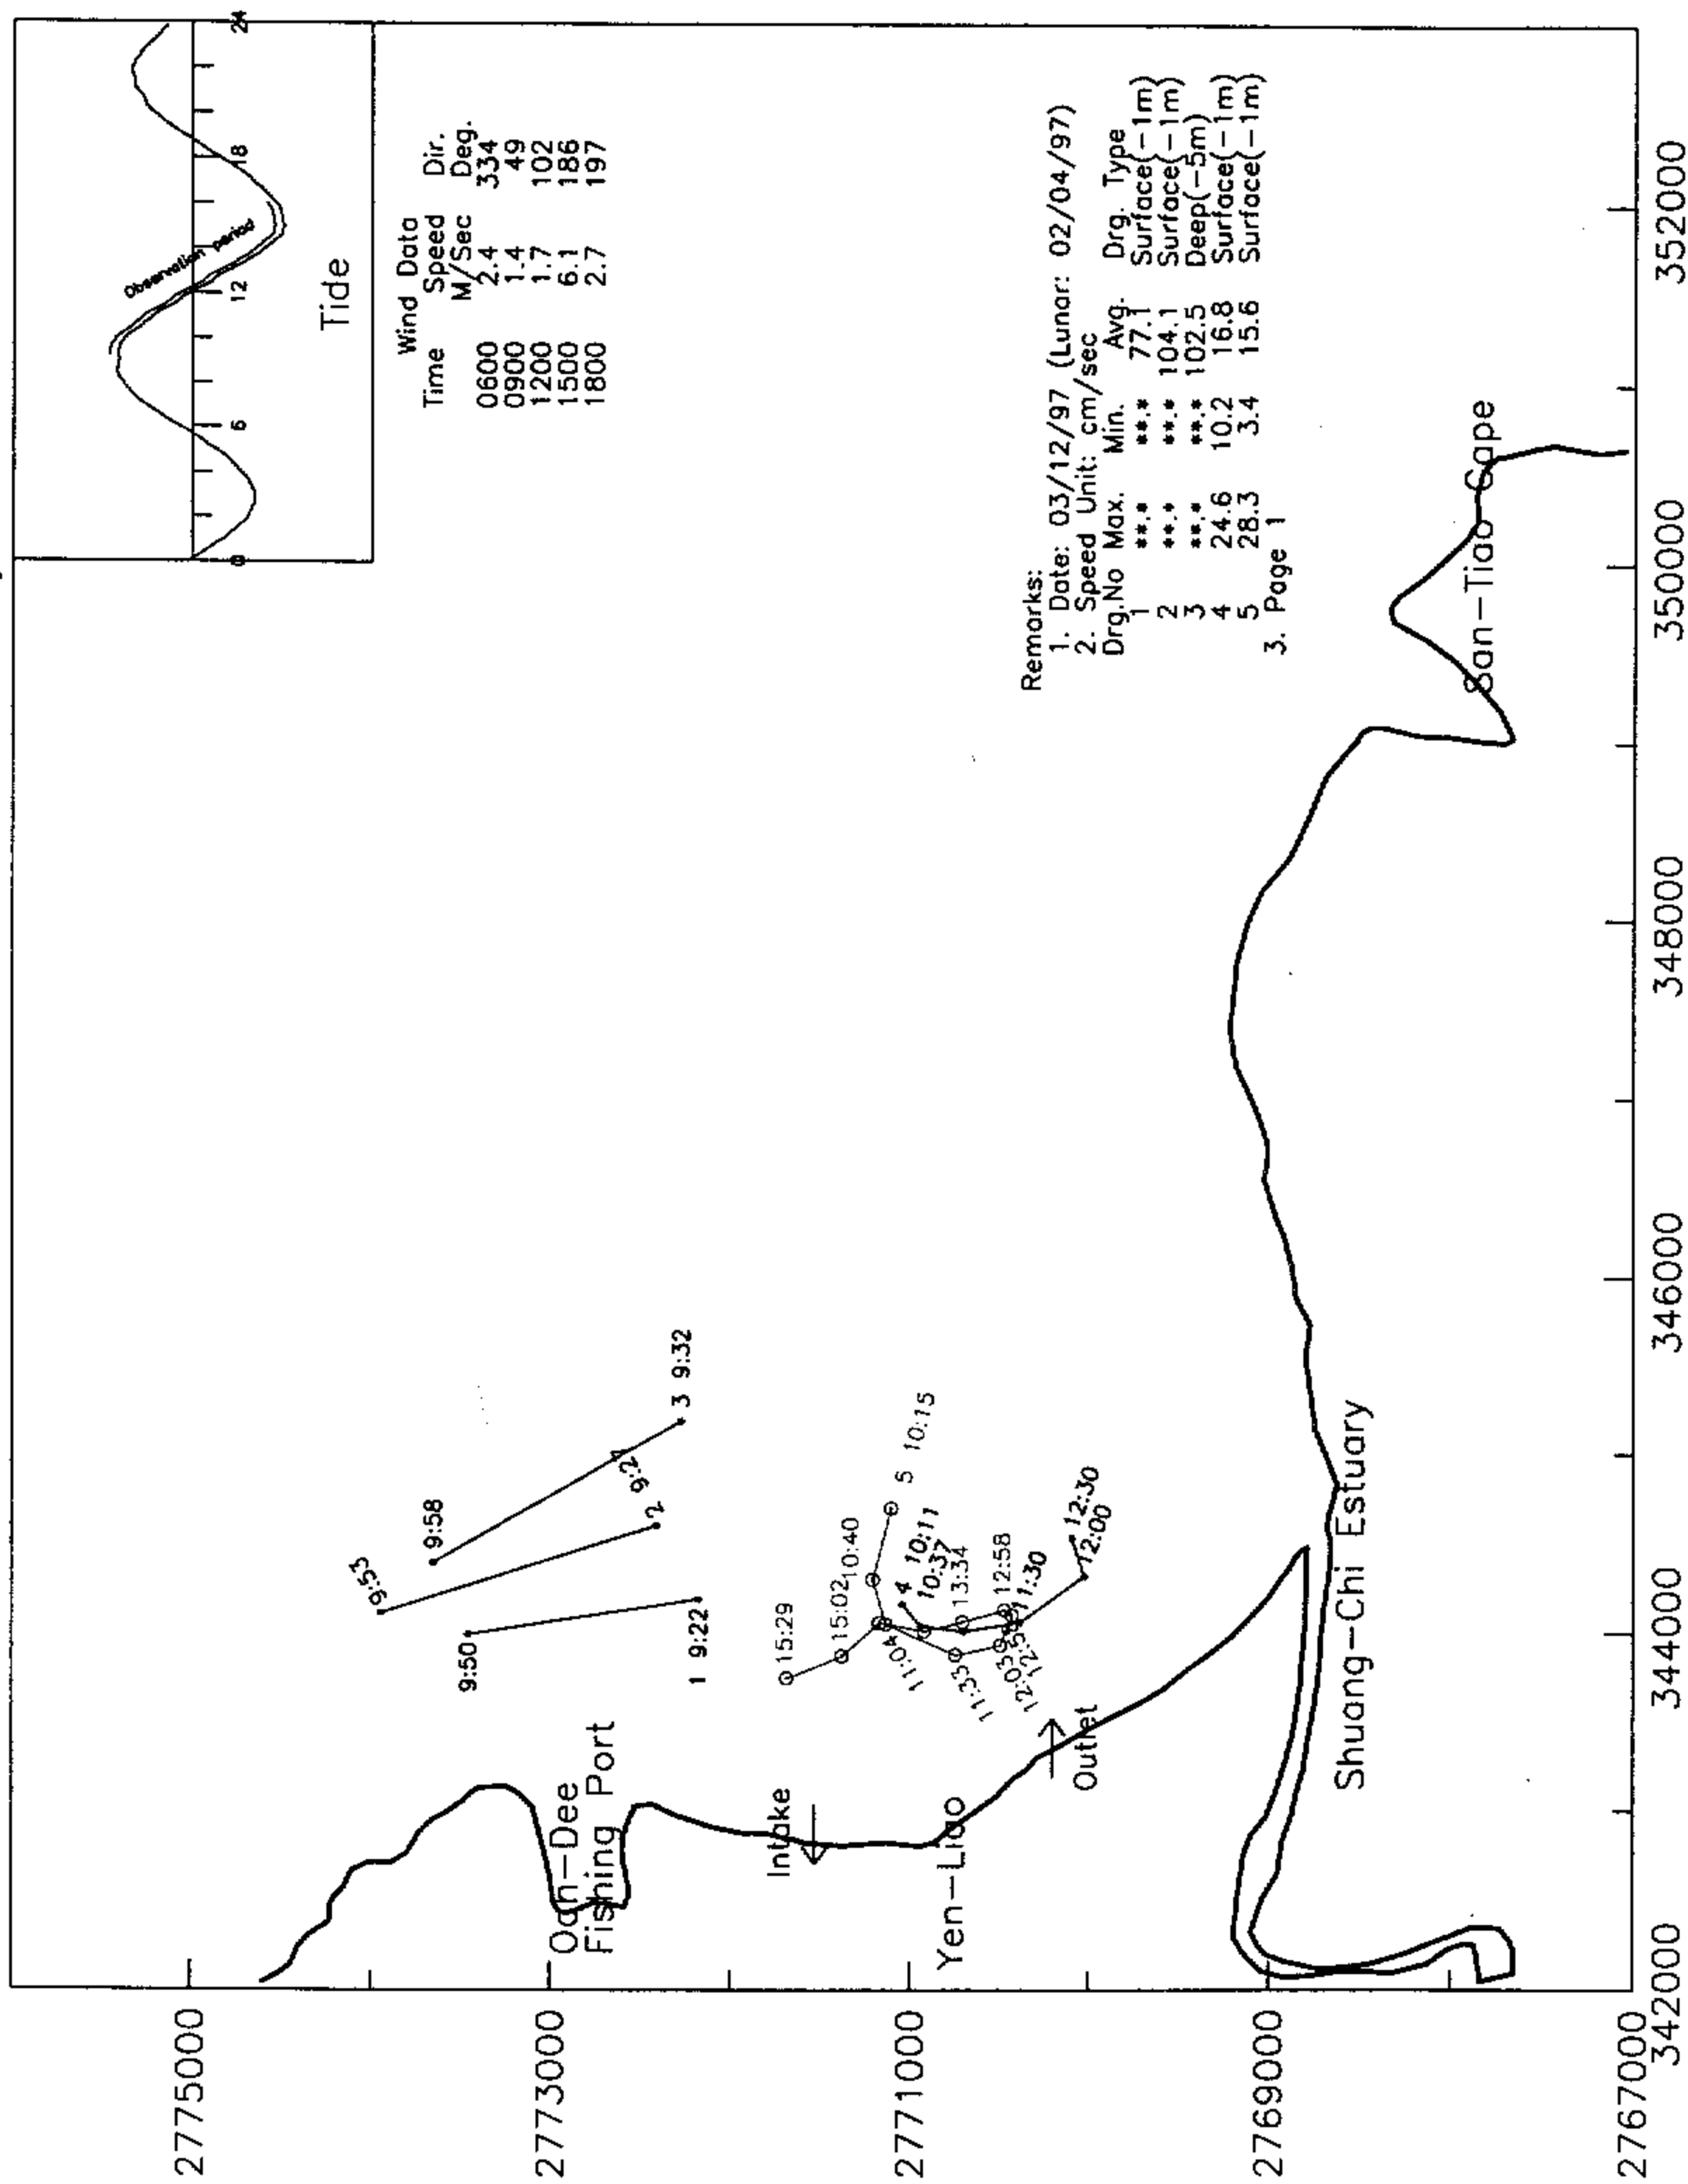 0 6 12 18 24
Observation period
Tide
Wind Data
Time Speed Dir.
M/Sec Deg.
0600 2.4 334
0900 1.4 49
1200 1.7 102
1500 6.1 186
1800 2.7 197
Remarks:
1. Date: 03/12/97 (Lunar: 02/04/97)
2. Speed Unit: cm/sec
Drg.No Max. Min. Avg. Drg. Type
1 **.* **.* 77.1 Surface(-1m)
2 **.* **.* 104.1 Surface(-1m)
3 **.* **.* 102.5 Deep(-5m)
4 24.6 10.2 16.8 Surface(-1m)
5 28.3 3.4 15.6 Surface(-1m)
3. Page 1
2775000
2773000
2771000
2769000
2767000
342000
344000
346000
348000
350000
352000
9:53
9:58
9:50
1 9:22
2
9:2
3 9:32
15:29
15:02
10:40
5 10:15
4 10:11
10:37
13:34
12:58
11:30
12:30
12:00
11:04
11:33
12:03
Fishing Port
Intake
Yen-Liao
Outlet
Shuang-Chi Estuary
San-Tiao Cape